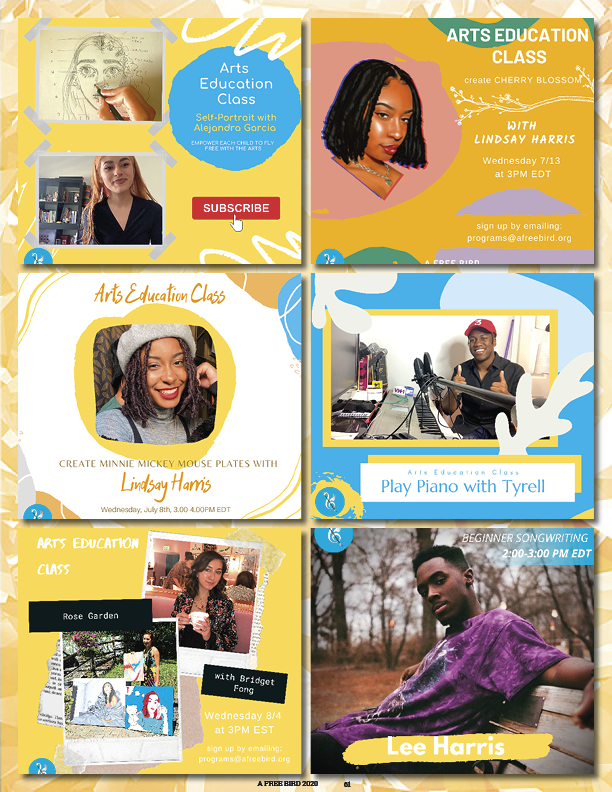 Arts
Education
Class
Self-Portrait with
Alejandra Garcia
EMPOWER EACH CHILD TO FLY
FREE WITH THE ARTS
SUBSCRIBE
ARTS EDUCATION
CLASS
create CHERRY BLOSSOM
WITH
LINDSAY HARRIS
Wednesday 7/13
at 3PM EDT
sign up by emailing:
programs@afreebird.org
A FREE BIRD
Arts Education Class
CREATE MINNIE MICKEY MOUSE PLATES WITH
Lindsay Harris
Wednesday, July 8th, 3.00 4.00PM EDT
Arts Education Class
Play Piano with Tyrell
ARTS EDUCATION
CLASS
Rose Garden
with Bridget
Fong
Wednesday 8/4
at 3PM EST
sign up by emailing:
programs@afreebird.org
BEGINNER SONGWRITING
2:00-3:00 PM EDT
Lee Harris
A FREE BIRD 2020